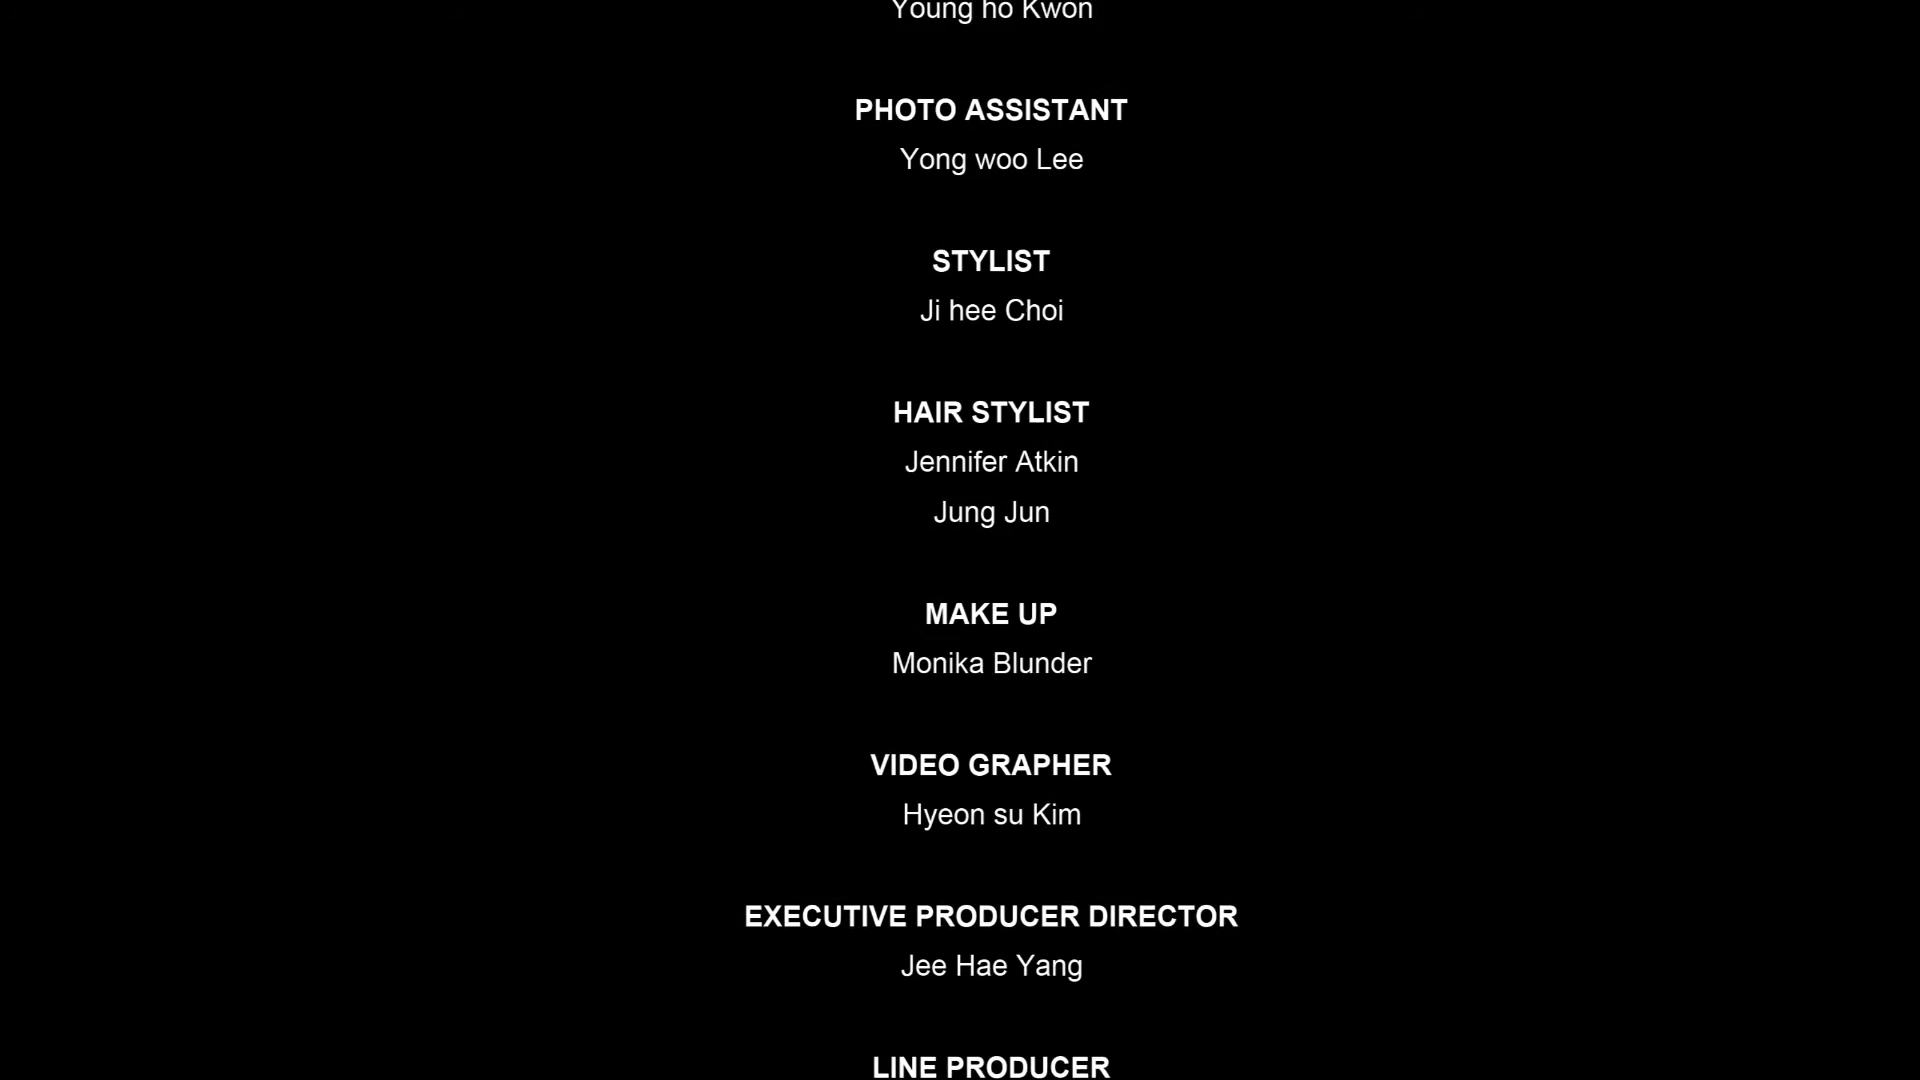 Young ho Kwon
PHOTO ASSISTANT
Yong woo Lee
STYLIST
Ji hee Choi
HAIR STYLIST
Jennifer Atkin
Jung Jun
MAKE UP
Monika Blunder
VIDEO GRAPHER
Hyeon su Kim
EXECUTIVE PRODUCER DIRECTOR
Jee Hae Yang
LINE PRODUCER